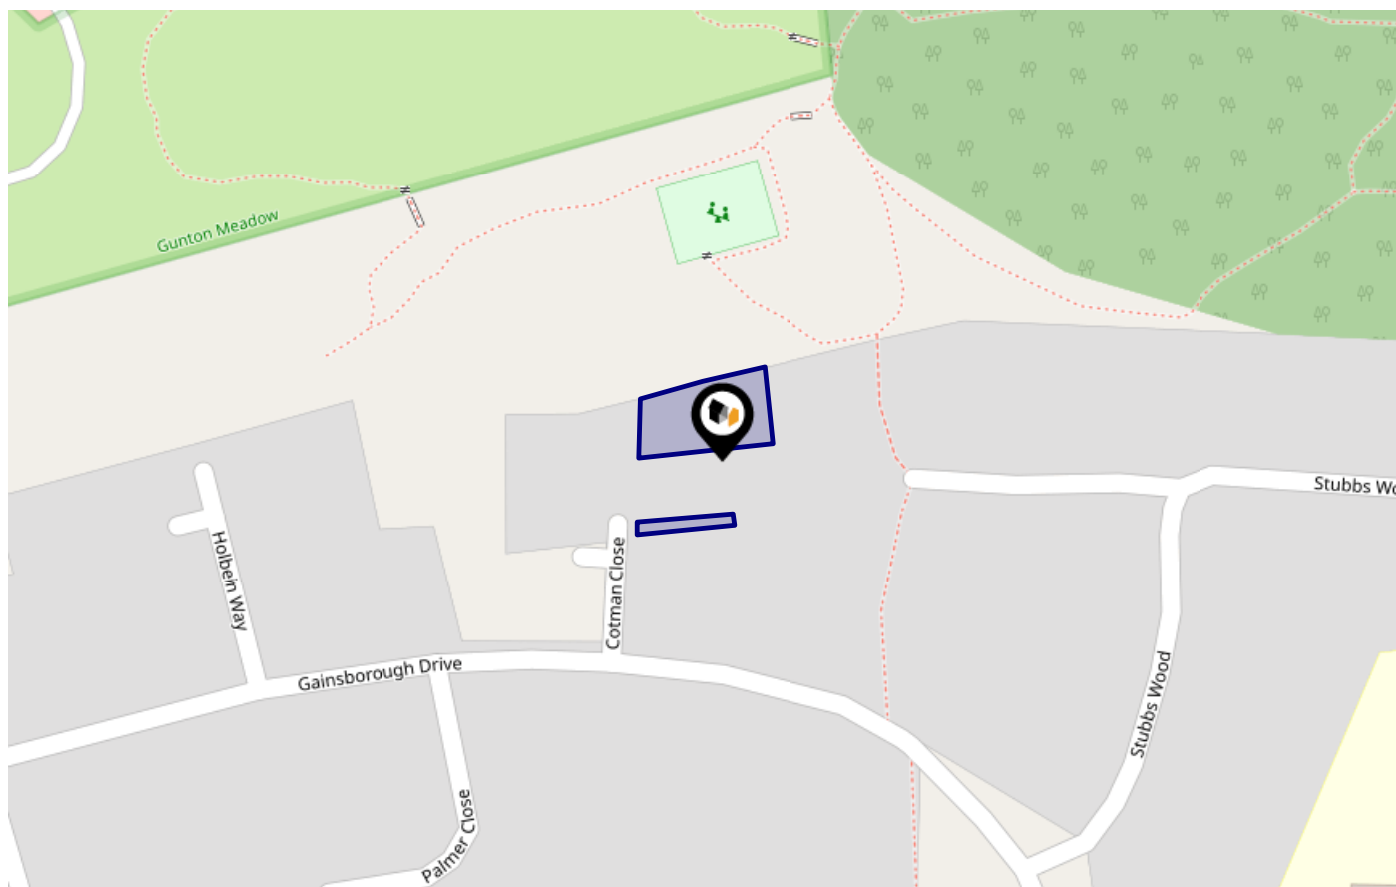 Gunton Meadow
Stubbs Wo
Holbein Way
Cotman Close
Gainsborough Drive
Stubbs Wood
Palmer Close